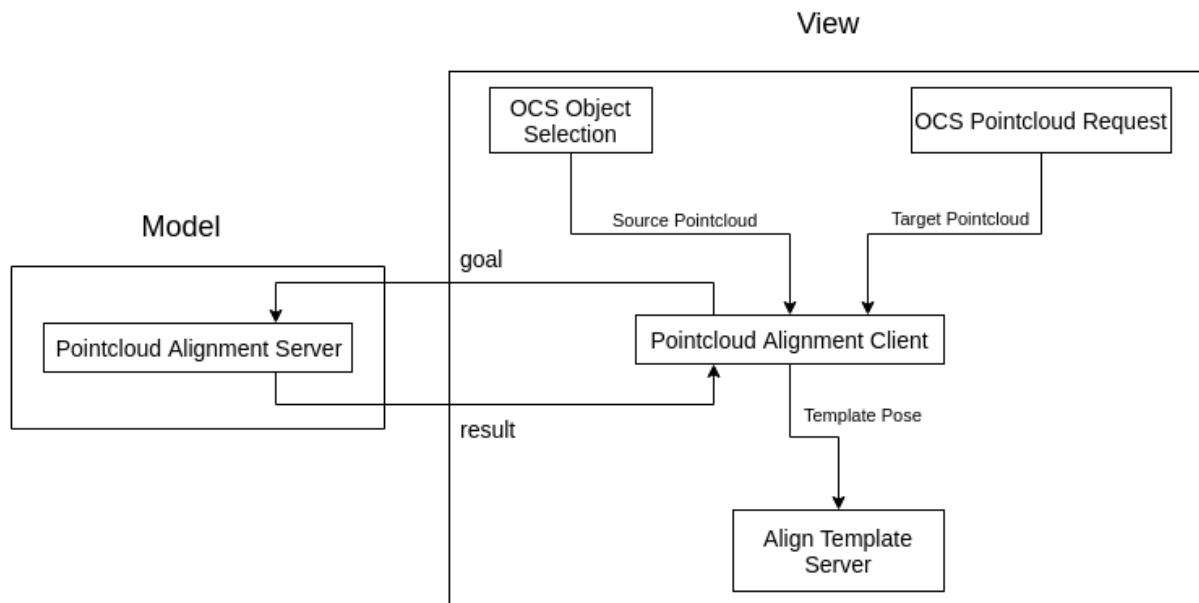 View
OCS Object
Selection
OCS Pointcloud Request
Source Pointcloud
Target Pointcloud
Model
goal
Pointcloud Alignment Server
Pointcloud Alignment Client
result
Template Pose
Align Template
Server